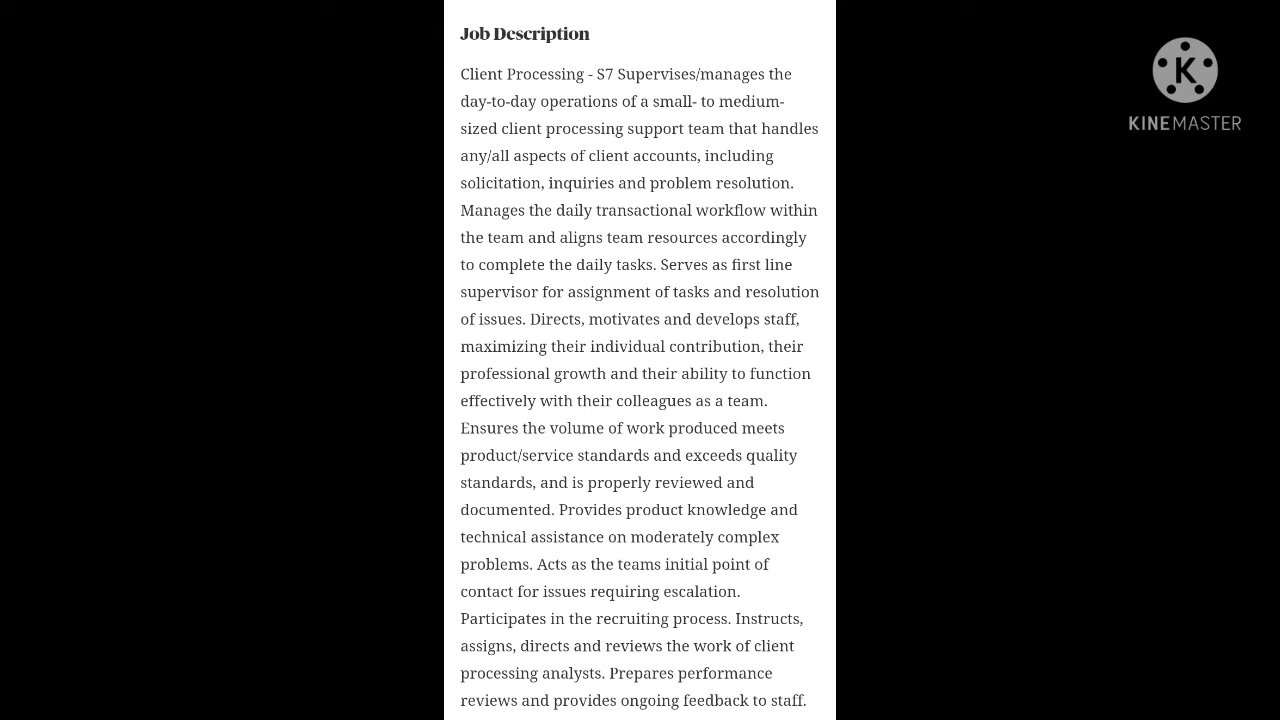 Job Description
Client Processing - S7 Supervises/manages the
day-to-day operations of a small- to medium-
sized client processing support team that handles
any/all aspects of client accounts, including
solicitation, inquiries and problem resolution.
Manages the daily transactional workflow within
the team and aligns team resources accordingly
to complete the daily tasks. Serves as first line
supervisor for assignment of tasks and resolution
of issues. Directs, motivates and develops staff,
maximizing their individual contribution, their
professional growth and their ability to function
effectively with their colleagues as a team.
Ensures the volume of work produced meets
product/service standards and exceeds quality
standards, and is properly reviewed and
documented. Provides product knowledge and
technical assistance on moderately complex
problems. Acts as the teams initial point of
contact for issues requiring escalation.
Participates in the recruiting process. Instructs,
assigns, directs and reviews the work of client
processing analysts. Prepares performance
reviews and provides ongoing feedback to staff.
K
KINEMASTER